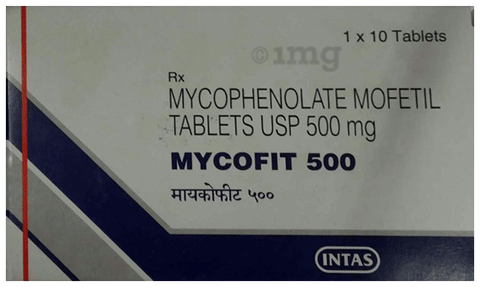 1 x 10 Tablets
©1mg
Rx
MYCOPHENOLATE MOFETIL
TABLETS USP 500 mg
MYCOFIT 500
मायकोफीट ५००
INTAS